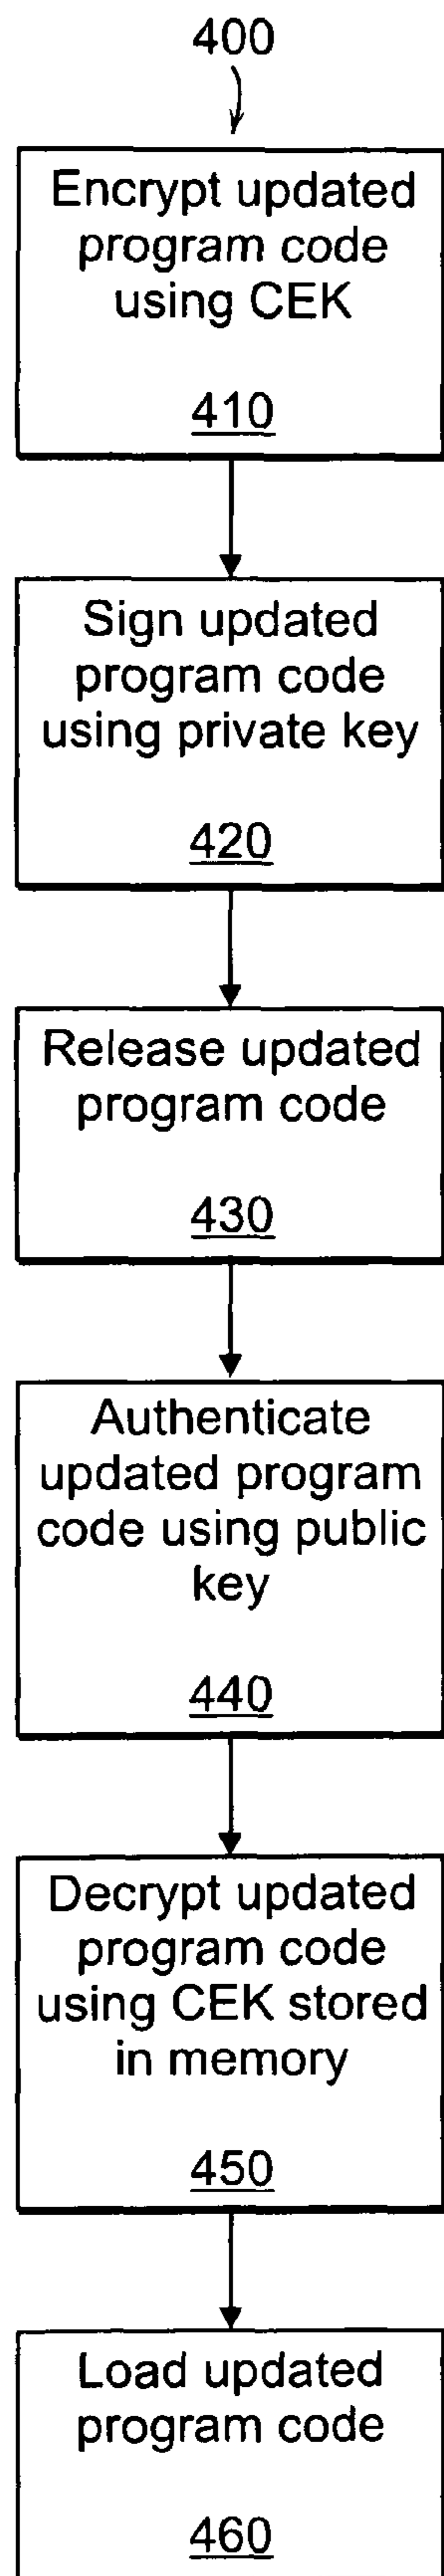 400
Encrypt updated
program code
using CEK
410
Sign updated
program code
using private key
420
Release updated
program code
430
Authenticate
updated program
code using public
key
440
Decrypt updated
program code
using CEK stored
in memory
450
Load updated
program code
460